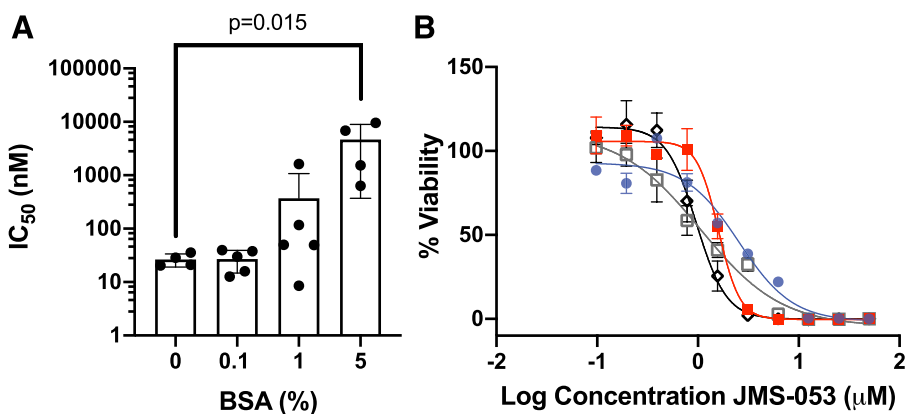 A
p=0.015
IC50 (nM)
100000
10000
1000
100
10
1
0 0.1 1 5
BSA (%)
B
% Viability
150
100
50
0
-2 -1 0 1 2
Log Concentration JMS-053 (μM)